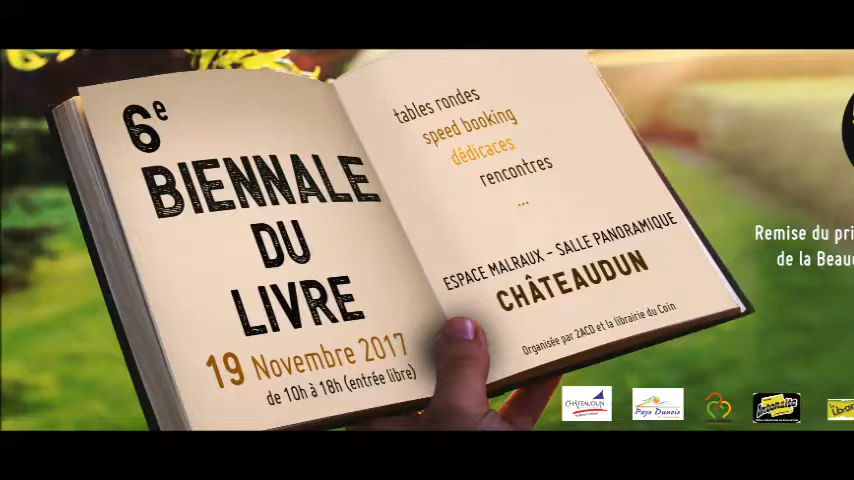 6e
BIENNALE
DU
LIVRE
19 Novembre 2017
de 10h à 18h (entrée libre)
tables rondes
speed booking
dédicaces
rencontres
...
ESPACE MALRAUX – SALLE PANORAMIQUE
CHÂTEAUDUN
Organisée par 2ACD et la librairie du Coin
Remise du pri
de la Beau
CHÂTEAUDUN
Pays Dunois